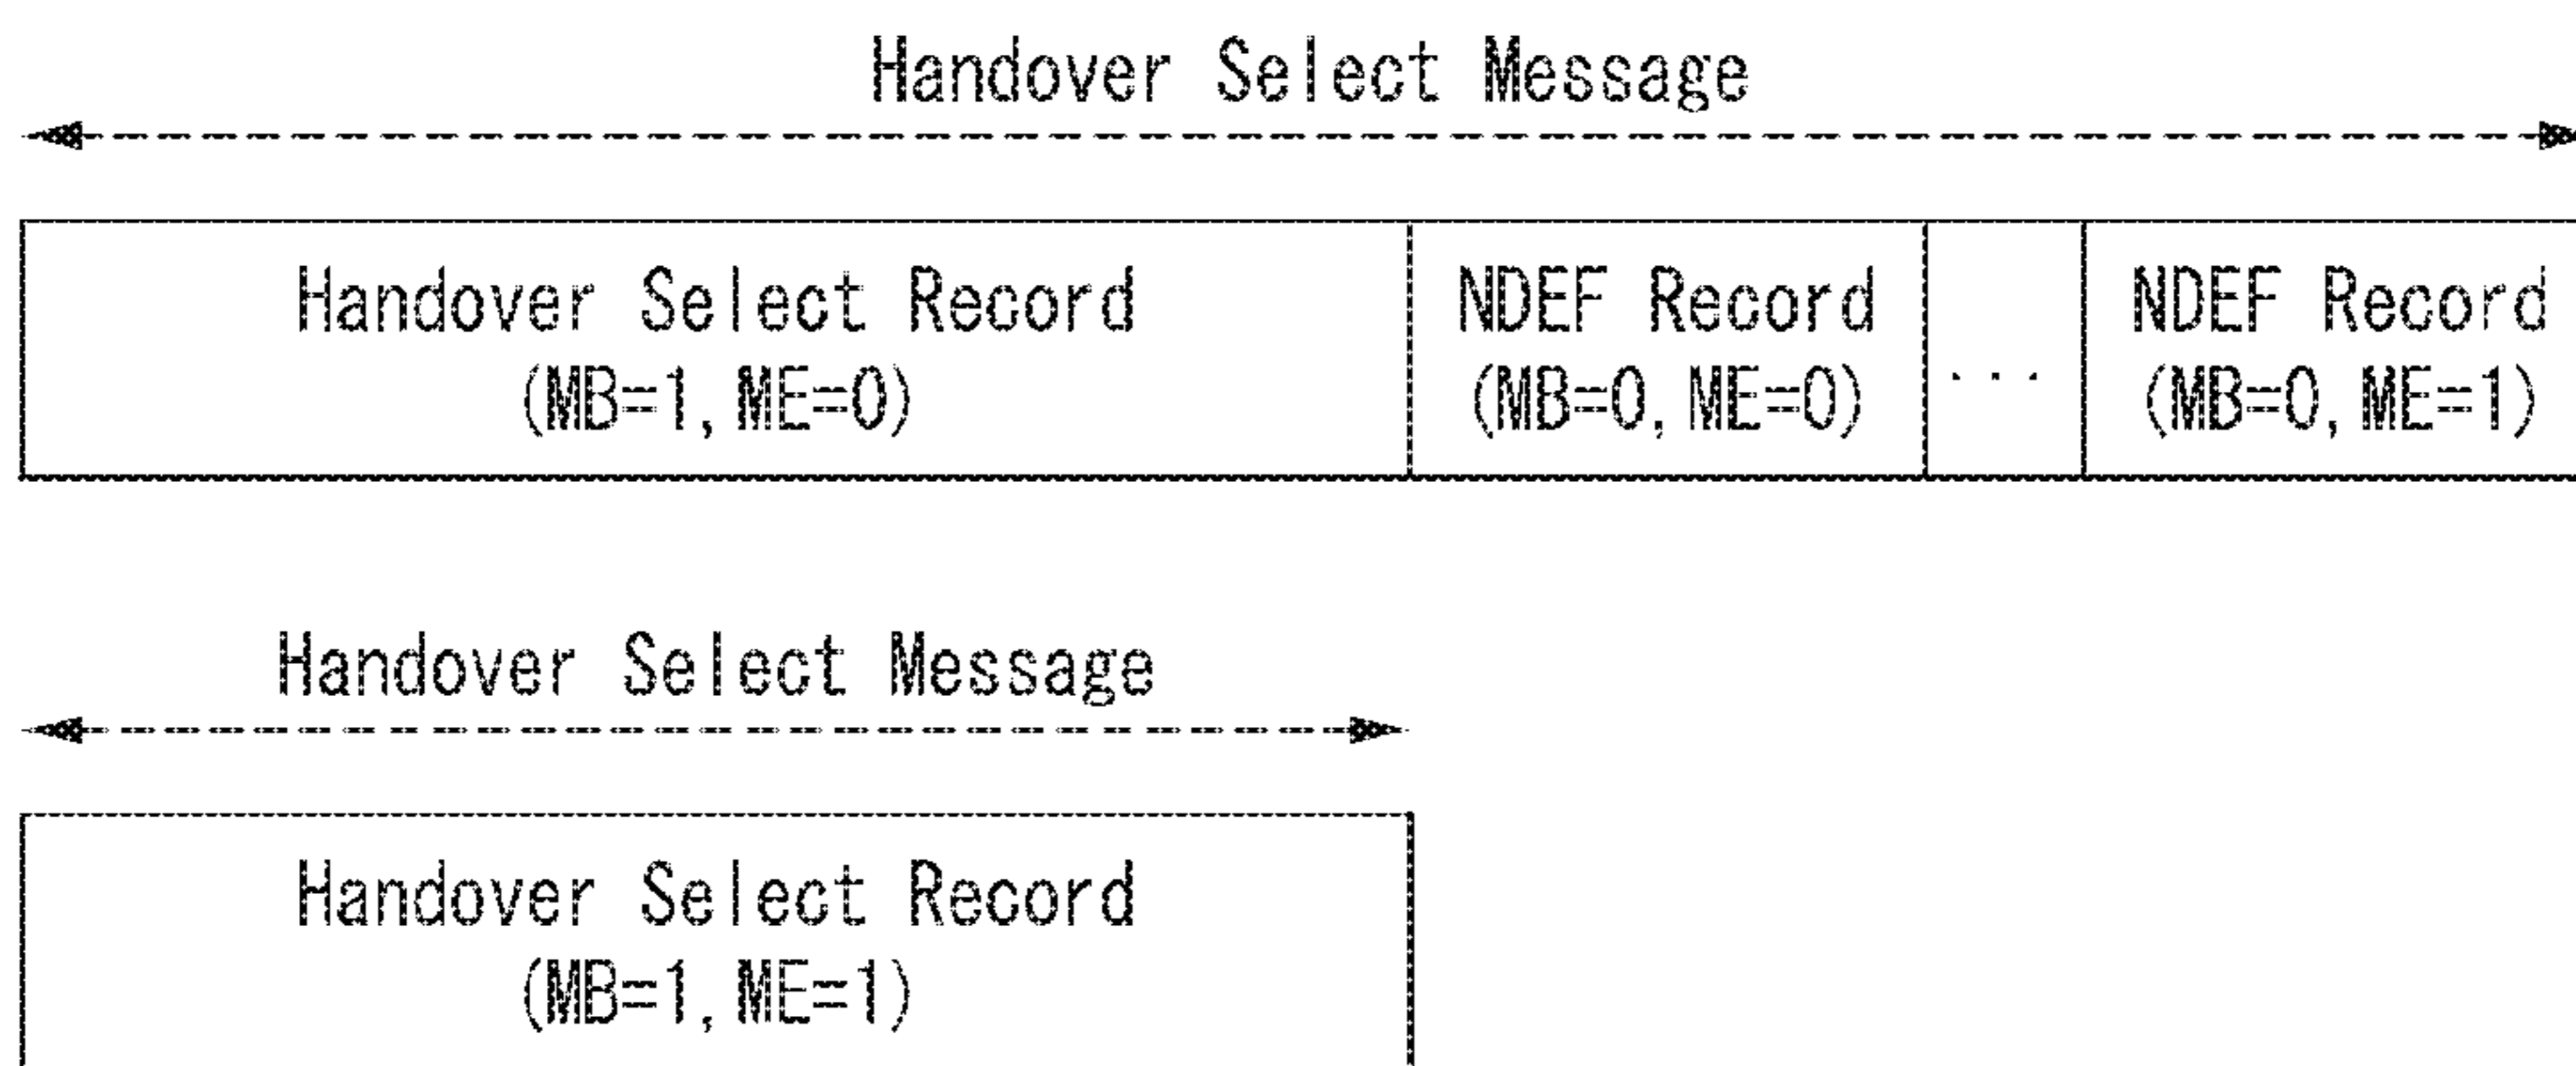 Handover Select Message
Handover Select Record
(MB=1, ME=0)
NDEF Record
(MB=0, ME=0)
...
NDEF Record
(MB=0, ME=1)
Handover Select Message
Handover Select Record
(MB=1, ME=1)